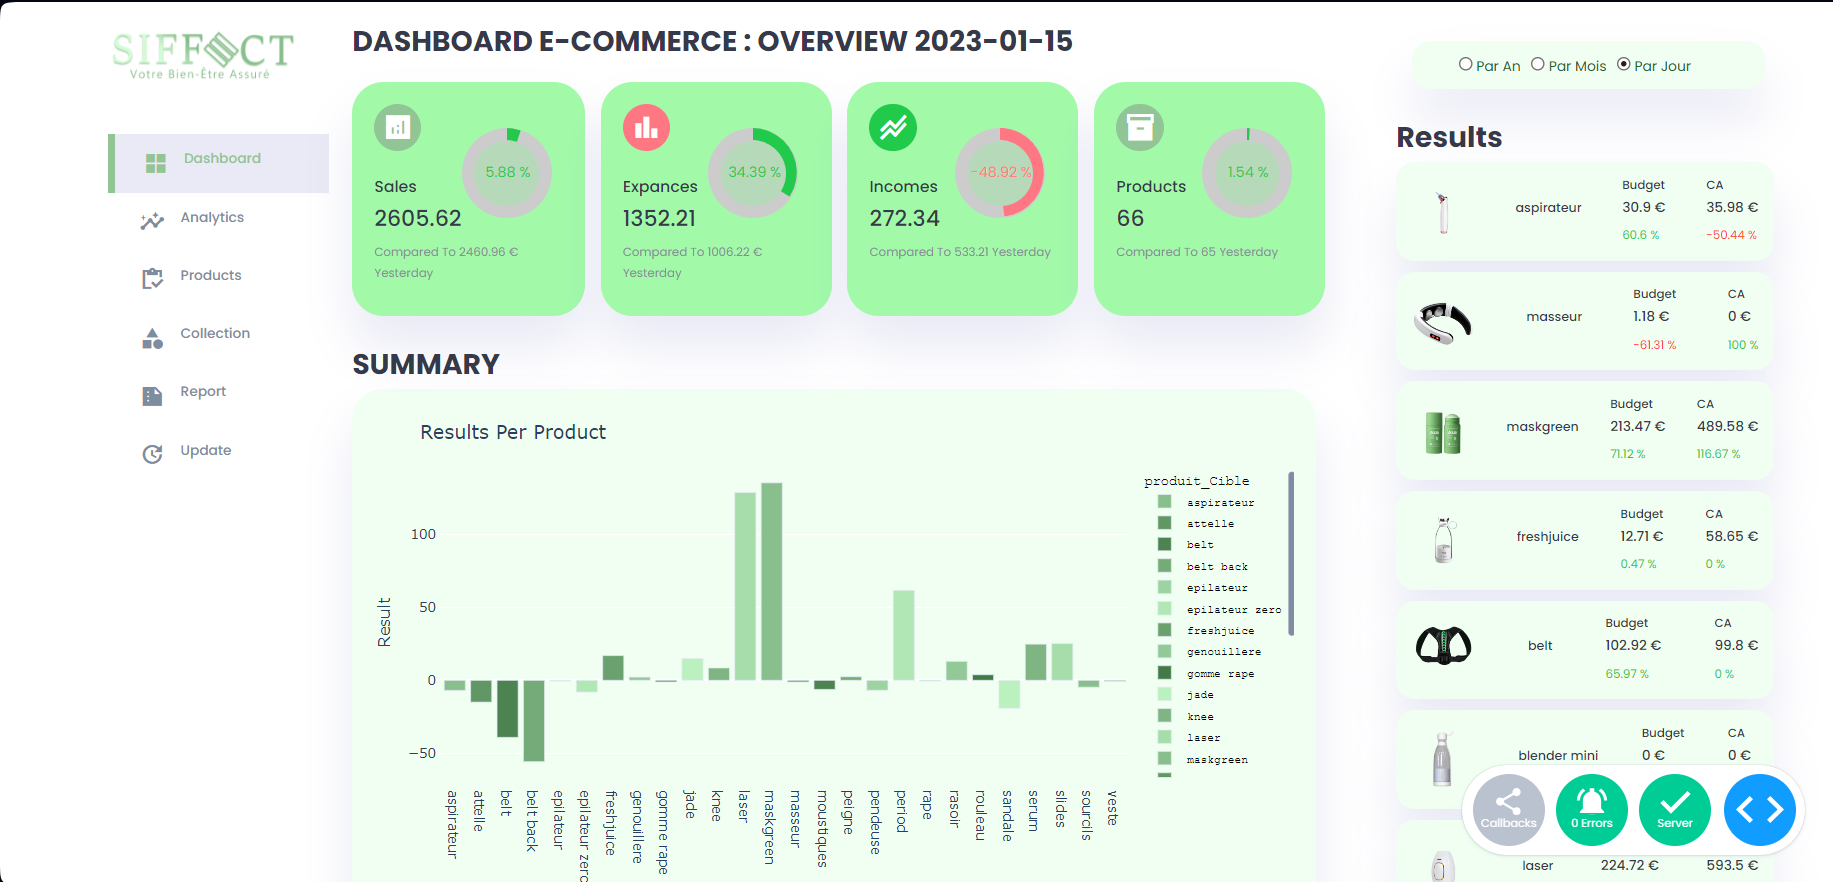 SIFFECT
Votre Bien-Être Assuré
Dashboard
Analytics
Products
Collection
Report
Update
DASHBOARD E-COMMERCE : OVERVIEW 2023-01-15
Sales
2605.62
5.88 %
Compared To 2460.96 €
Yesterday
Expances
1352.21
34.39 %
Compared To 1006.22 €
Yesterday
Incomes
272.34
-48.92 %
Compared To 533.21 Yesterday
Products
66
1.54 %
Compared To 65 Yesterday
SUMMARY
Results Per Product
Result
100
50
0
−50
aspirateur
attelle
belt
belt back
epilateur
epilateur zero
freshjuice
genouillere
gomme rape
jade
knee
laser
maskgreen
masseur
moustiques
peigne
pendeuse
period
rape
rasoir
rouleau
sandale
serum
slides
sourcils
veste
produit_Cible
aspirateur
attelle
belt
belt back
epilateur
epilateur zero
freshjuice
genouillere
gomme rape
jade
knee
laser
maskgreen
Par An Par Mois Par Jour
Results
Budget CA
aspirateur 30.9 € 35.98 €
60.6 % -50.44 %
Budget CA
masseur 1.18 € 0 €
-61.31 % 100 %
Budget CA
maskgreen 213.47 € 489.58 €
71.12 % 116.67 %
Budget CA
freshjuice 12.71 € 58.65 €
0.47 % 0 %
Budget CA
belt 102.92 € 99.8 €
65.97 % 0 %
Budget CA
blender mini 0 € 0 €
Callbacks
0 Errors
Server
laser 224.72 € 593.5 €